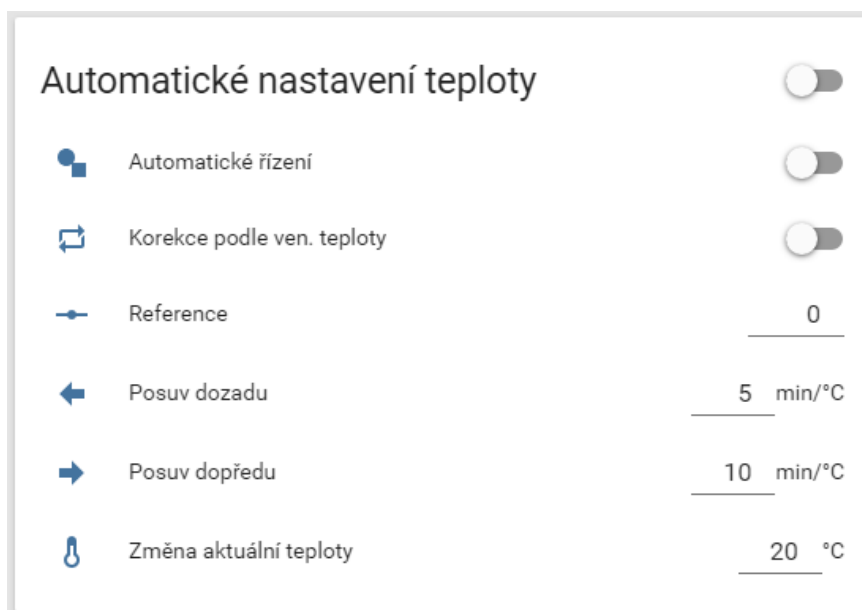 Automatické nastavení teploty
Automatické řízení
Korekce podle ven. teploty
Reference 0
Posuv dozadu 5 min/°C
Posuv dopředu 10 min/°C
Změna aktuální teploty 20 °C